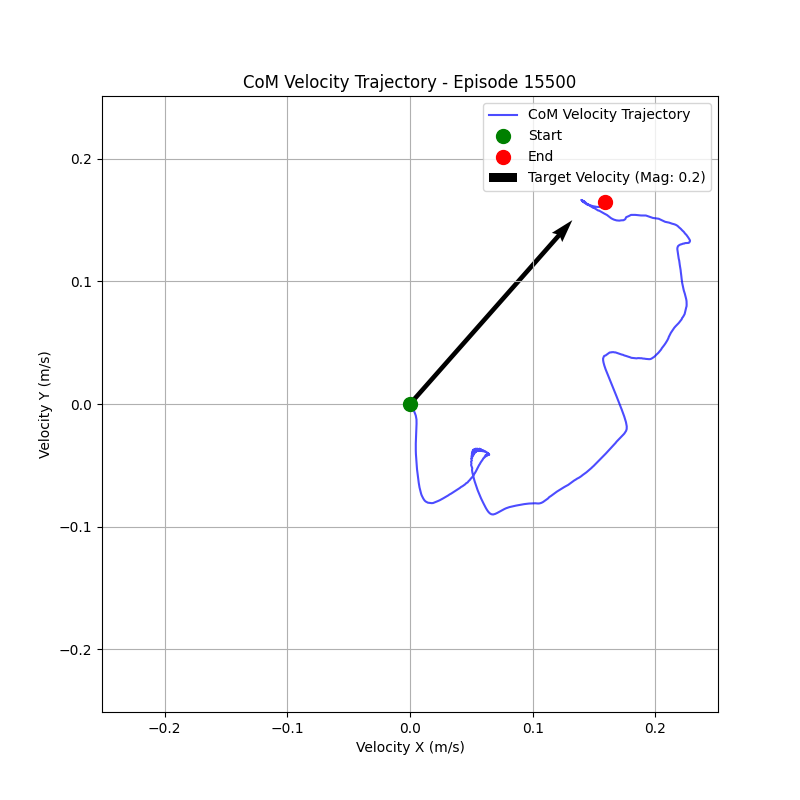 CoM Velocity Trajectory - Episode 15500
CoM Velocity Trajectory
Start
End
Target Velocity (Mag: 0.2)
Velocity Y (m/s)
0.2
0.1
0.0
−0.1
−0.2
−0.2
−0.1
0.0
0.1
0.2
Velocity X (m/s)